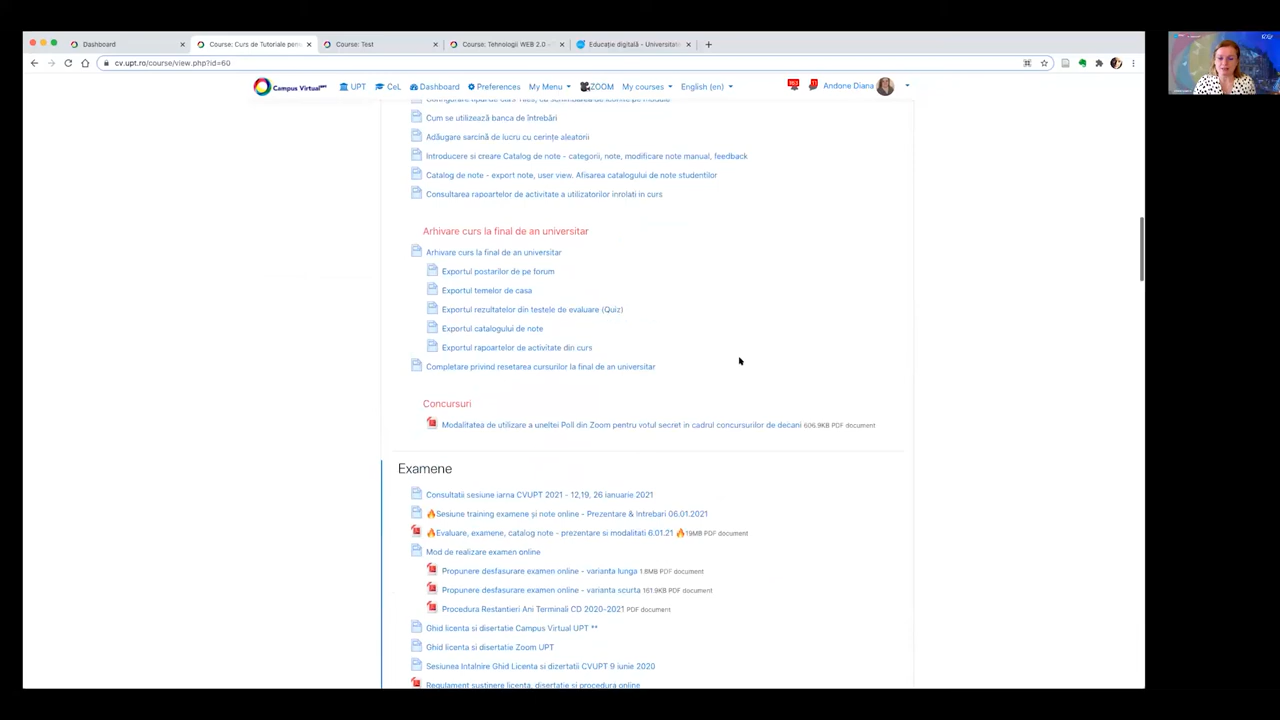 Dashboard
Course: Curs de Tutoriale pen
Course: Test
Course: Tehnologii WEB 2.0 -
Educație digitală - Universitate
cv.upt.ro/course/view.php?id=60
Campus Virtual UPT
UPT
CeL
Dashboard
Preferences
My Menu
ZOOM
My courses
English (en)
Andone Diana
Cum se utilizează banca de întrebări
Adăugare sarcină de lucru cu cerințe aleatorii
Introducere si creare Catalog de note - categorii, note, modificare note manual, feedback
Catalog de note - export note, user view. Afisarea catalogului de note studentilor
Consultarea rapoartelor de activitate a utilizatorilor inrolati in curs
Arhivare curs la final de an universitar
Arhivare curs la final de an universitar
Exportul postarilor de pe forum
Exportul temelor de casa
Exportul rezultatelor din testele de evaluare (Quiz)
Exportul catalogului de note
Exportul rapoartelor de activitate din curs
Completare privind resetarea cursurilor la final de an universitar
Concursuri
Modalitatea de utilizare a uneltei Poll din Zoom pentru votul secret in cadrul concursurilor de decani 606.9KB PDF document
Examene
Consultatii sesiune iarna CVUPT 2021 - 12,19, 26 ianuarie 2021
🔥Sesiune training examene și note online - Prezentare & Intrebari 06.01.2021
🔥Evaluare, examene, catalog note - prezentare si modalitati 6.01.21 🔥19MB PDF document
Mod de realizare examen online
Propunere desfasurare examen online - varianta lunga 1.8MB PDF document
Propunere desfasurare examen online - varianta scurta 161.9KB PDF document
Procedura Restantieri Ani Terminali CD 2020-2021 PDF document
Ghid licenta si disertatie Campus Virtual UPT **
Ghid licenta si disertatie Zoom UPT
Sesiunea Intalnire Ghid Licenta si dizertatii CVUPT 9 iunie 2020
Regulament sustinere licenta, disertatie si procedura online